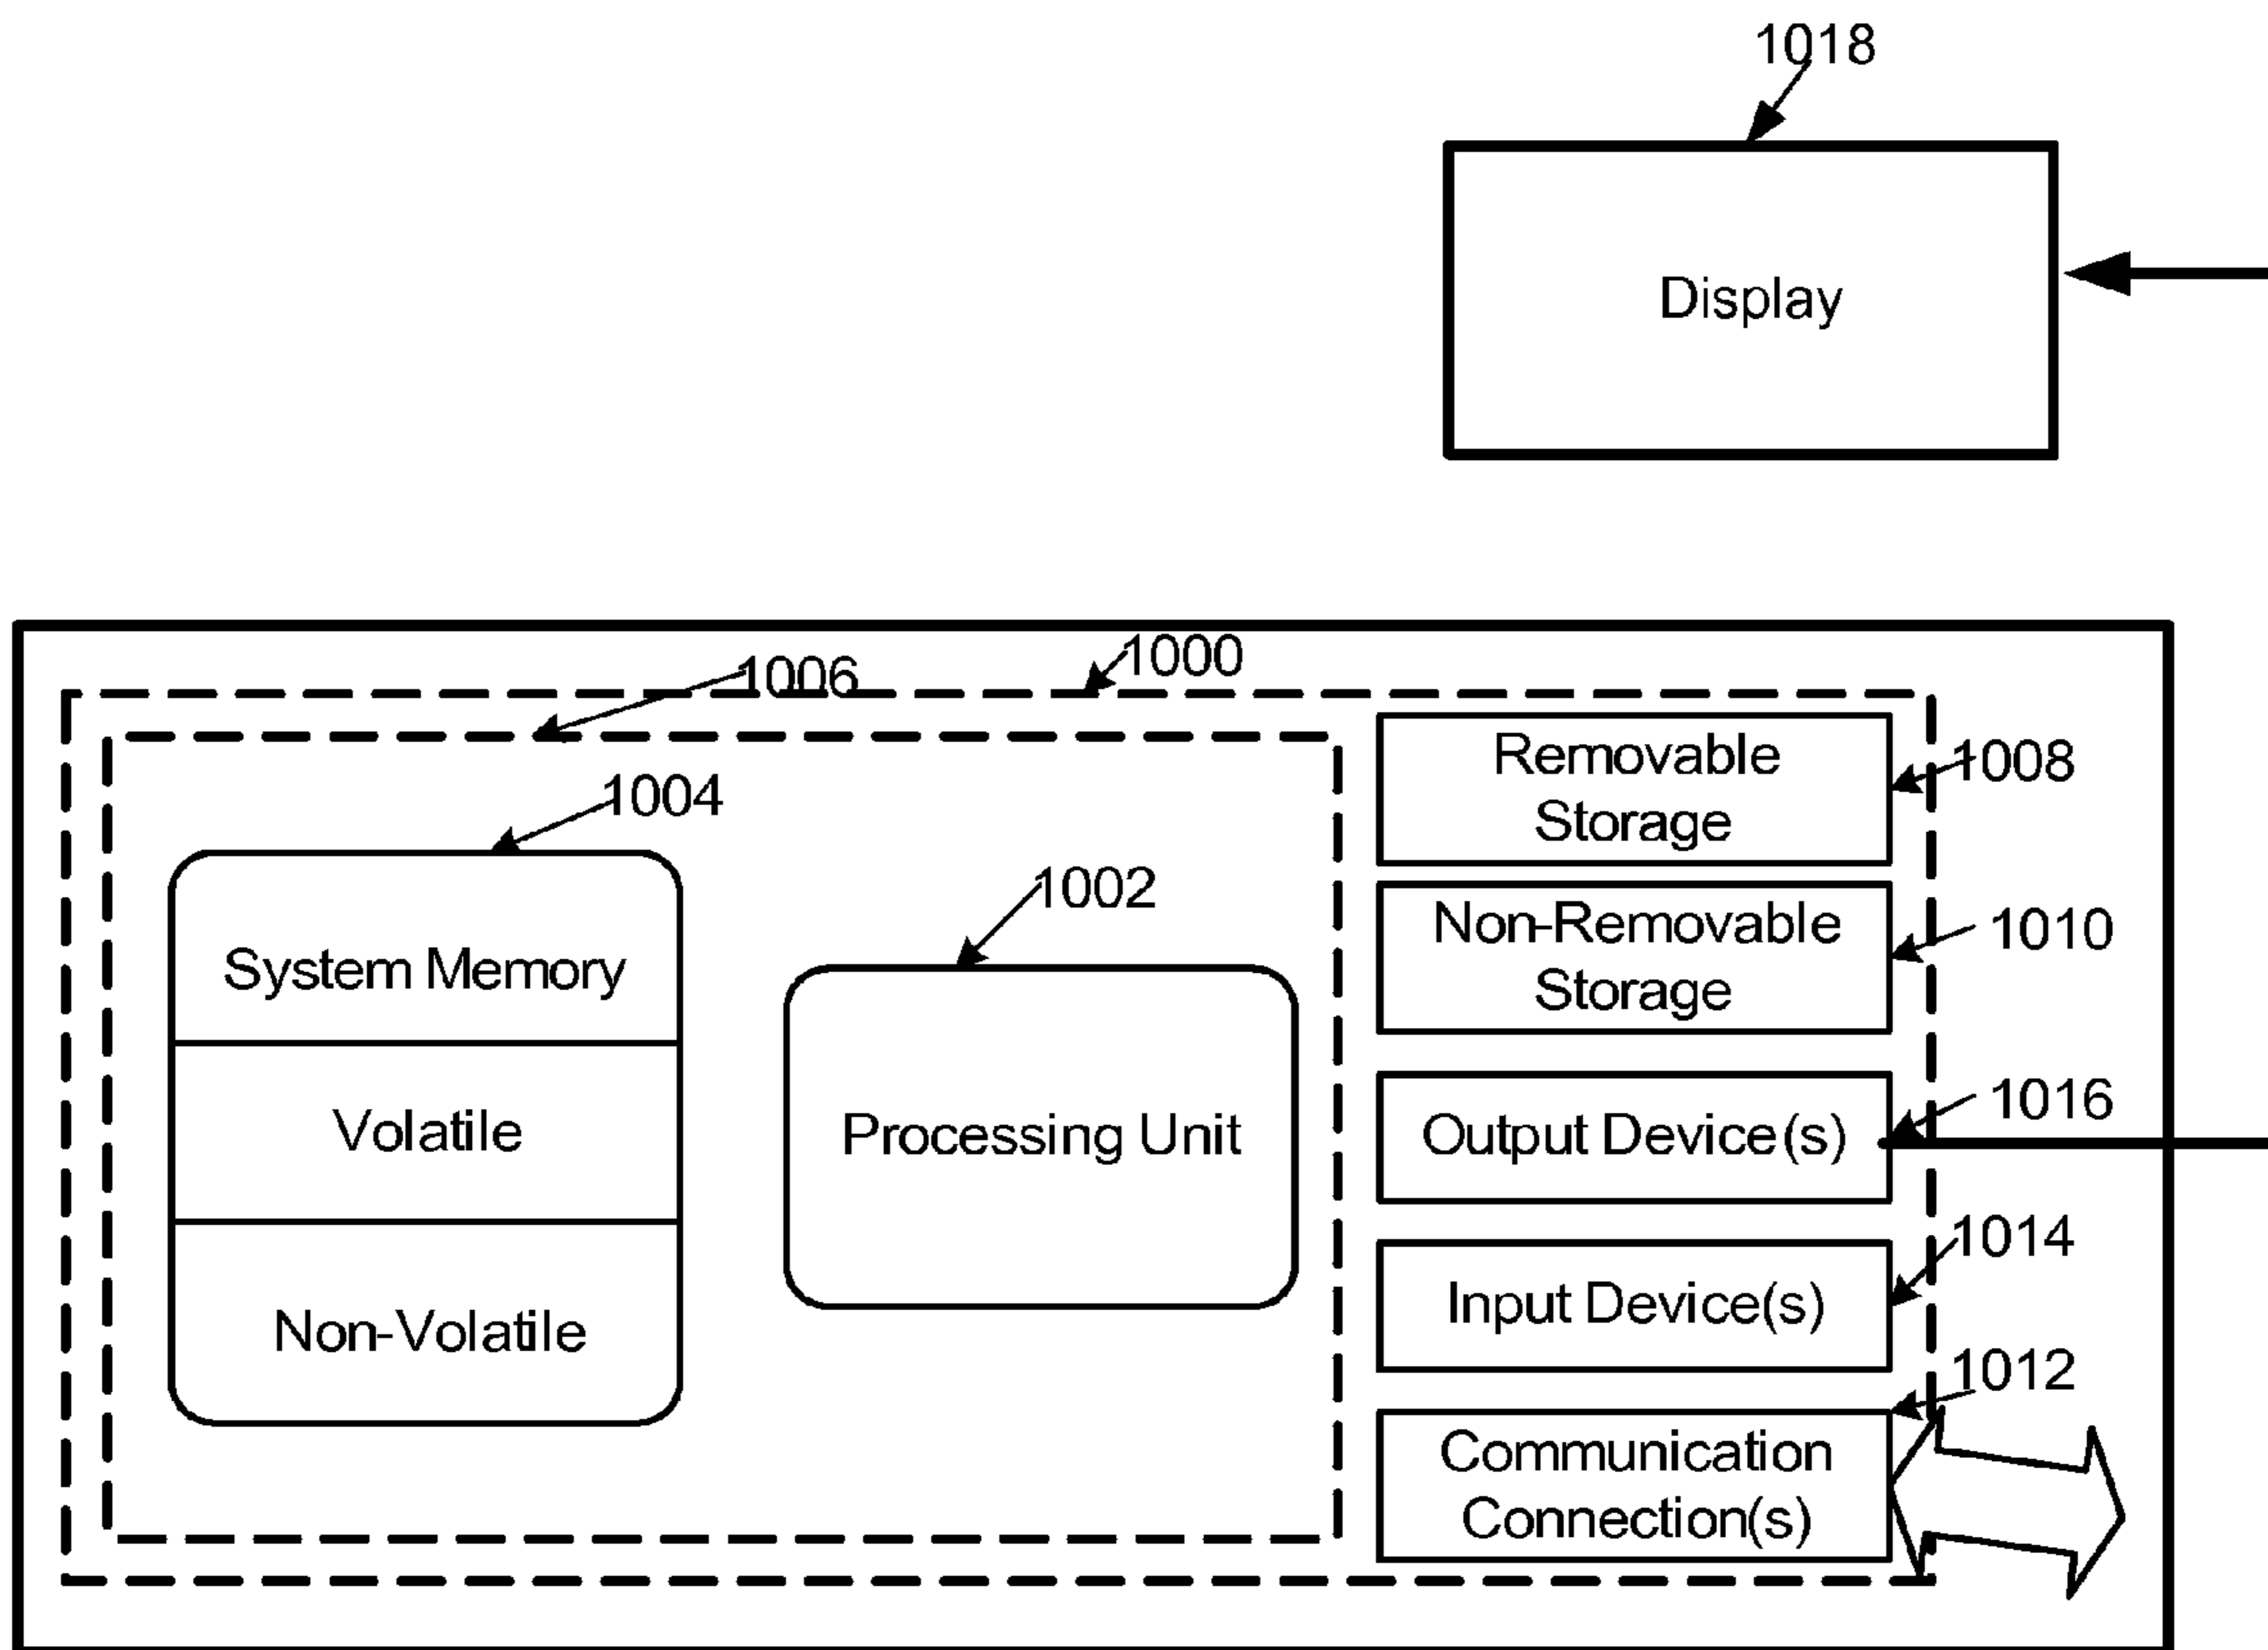 1018
Display
1000
1006
Removable
Storage
1008
1004
1002
Non-Removable
Storage
1010
System Memory
Volatile
Non-Volatile
Processing Unit
1016
Output Device(s)
1014
Input Device(s)
1012
Communication
Connection(s)